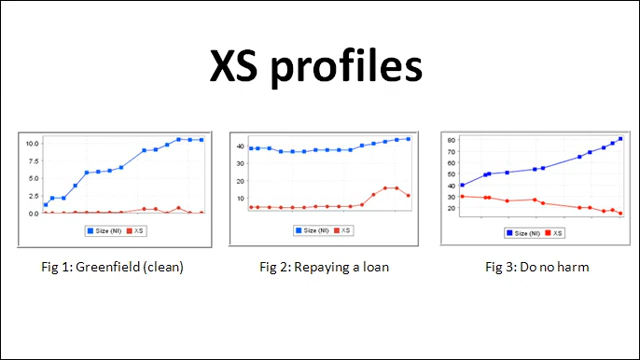 XS profiles
10.0
7.5
5.0
2.5
0.0
Size (NI) XS
Fig 1: Greenfield (clean)
40
30
20
10
Size (NI) XS
Fig 2: Repaying a loan
80
70
60
50
40
30
20
Size (NI) XS
Fig 3: Do no harm